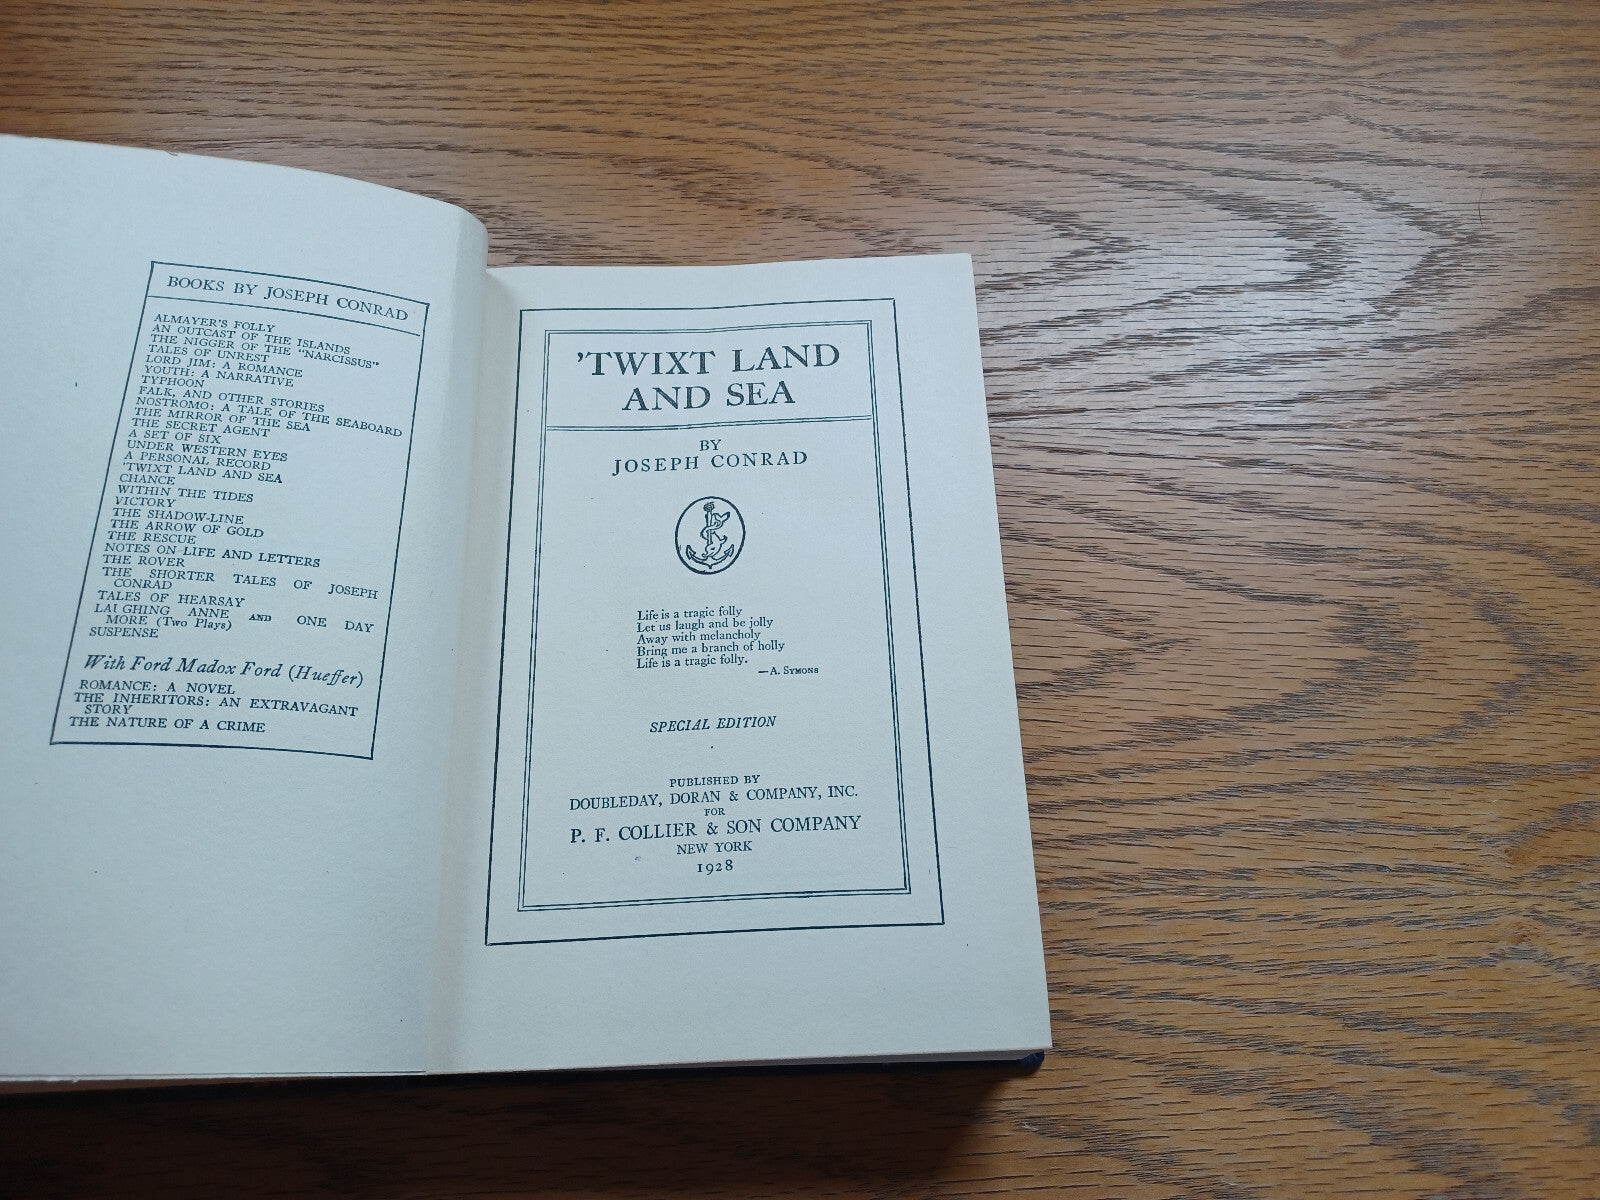 BOOKS BY JOSEPH CONRAD
ALMAYER'S FOLLY
AN OUTCAST OF THE ISLANDS
THE NIGGER OF THE "NARCISSUS"
TALES OF UNREST
LORD JIM: A ROMANCE
YOUTH: A NARRATIVE
TYPHOON
FALK, AND OTHER STORIES
NOSTROMO: A TALE OF THE SEABOARD
THE MIRROR OF THE SEA
THE SECRET AGENT
A SET OF SIX
UNDER WESTERN EYES
A PERSONAL RECORD
'TWIXT LAND AND SEA
CHANCE
WITHIN THE TIDES
VICTORY
THE SHADOW-LINE
THE ARROW OF GOLD
THE RESCUE
NOTES ON LIFE AND LETTERS
THE ROVER
THE SHORTER TALES OF JOSEPH
CONRAD
TALES OF HEARSAY
LAUGHING ANNE AND ONE DAY
MORE (Two Plays)
SUSPENSE
With Ford Madox Ford (Hueffer)
ROMANCE: A NOVEL
THE INHERITORS: AN EXTRAVAGANT
STORY
THE NATURE OF A CRIME
'TWIXT LAND
AND SEA
BY
JOSEPH CONRAD
Life is a tragic folly
Let us laugh and be jolly
Away with melancholy
Bring me a branch of holly
Life is a tragic folly.
—A. SYMONS
SPECIAL EDITION
PUBLISHED BY
DOUBLEDAY, DORAN & COMPANY, INC.
FOR
P. F. COLLIER & SON COMPANY
NEW YORK
1928